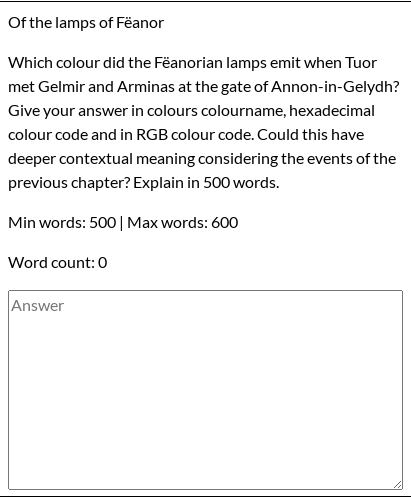 Of the lamps of Fëanor
Which colour did the Fëanorian lamps emit when Tuor
met Gelmir and Arminas at the gate of Annon-in-Gelydh?
Give your answer in colours colourname, hexadecimal
colour code and in RGB colour code. Could this have
deeper contextual meaning considering the events of the
previous chapter? Explain in 500 words.
Min words: 500 | Max words: 600
Word count: 0
Answer